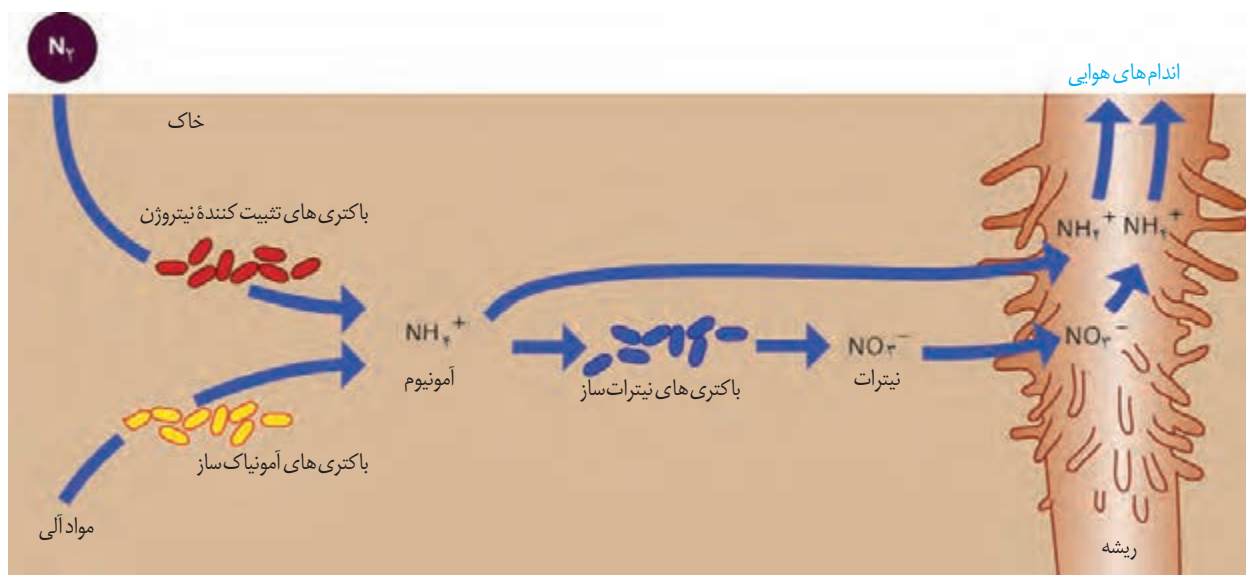 N₂
اندام‌های هوایی
خاک
باکتری‌های تثبیت کنندهٔ نیتروژن
NH₄⁺ NH₄⁺
NH₄⁺
آمونیوم
باکتری‌های نیترات‌ساز
NO₃⁻
نیترات
NO₃⁻
باکتری‌های آمونیاک‌ساز
مواد آلی
ریشه